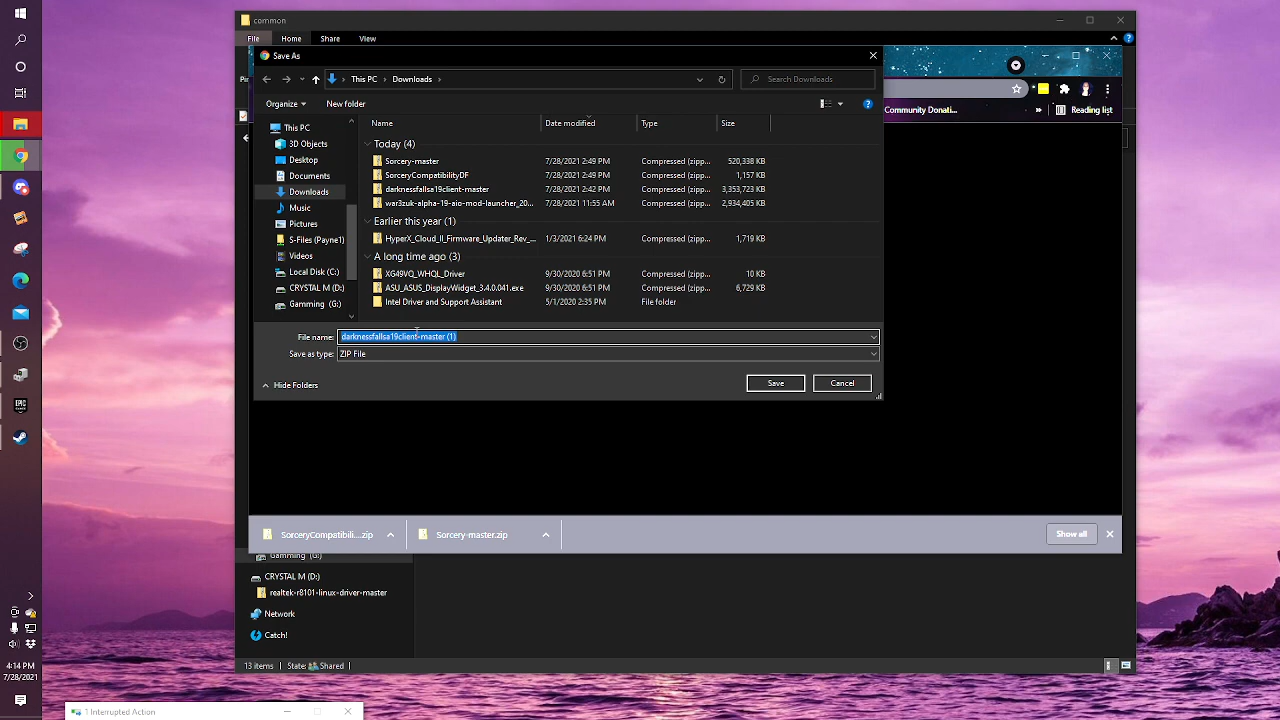 common
File
Home
Share
View
Save As
This PC
Downloads
Search Downloads
Organize
New folder
Community Donati...
»
Reading list
This PC
3D Objects
Desktop
Documents
Downloads
Music
Pictures
S-Files (Payne1)
Videos
Local Disk (C:)
CRYSTAL M (D:)
Gamming (G:)
Name
Date modified
Type
Size
Today (4)
Sorcery-master 7/28/2021 2:49 PM Compressed (zipp... 520,338 KB
SorceryCompatibilityDF 7/28/2021 2:49 PM Compressed (zipp... 1,157 KB
darknessfallsa19client-master 7/28/2021 2:42 PM Compressed (zipp... 3,353,723 KB
war3zuk-alpha-19-aio-mod-launcher_20... 7/28/2021 11:55 AM Compressed (zipp... 2,934,405 KB
Earlier this year (1)
HyperX_Cloud_II_Firmware_Updater_Rev_... 1/3/2021 6:24 PM Compressed (zipp... 1,719 KB
A long time ago (3)
XG49VQ_WHQL_Driver 9/30/2020 6:51 PM Compressed (zipp... 10 KB
ASU_ASUS_DisplayWidget_3.4.0.041.exe 9/30/2020 6:51 PM Compressed (zipp... 6,729 KB
Intel Driver and Support Assistant 5/1/2020 2:35 PM File folder
File name: darknessfallsa19client-master (1)
Save as type: ZIP File
Hide Folders
Save
Cancel
SorceryCompatibili....zip
Sorcery-master.zip
Show all
Gamming (G:)
CRYSTAL M (D:)
realtek-r8101-linux-driver-master
Network
Catch!
13 items
State: Shared
4:14 PM
7/28/2021
1 Interrupted Action